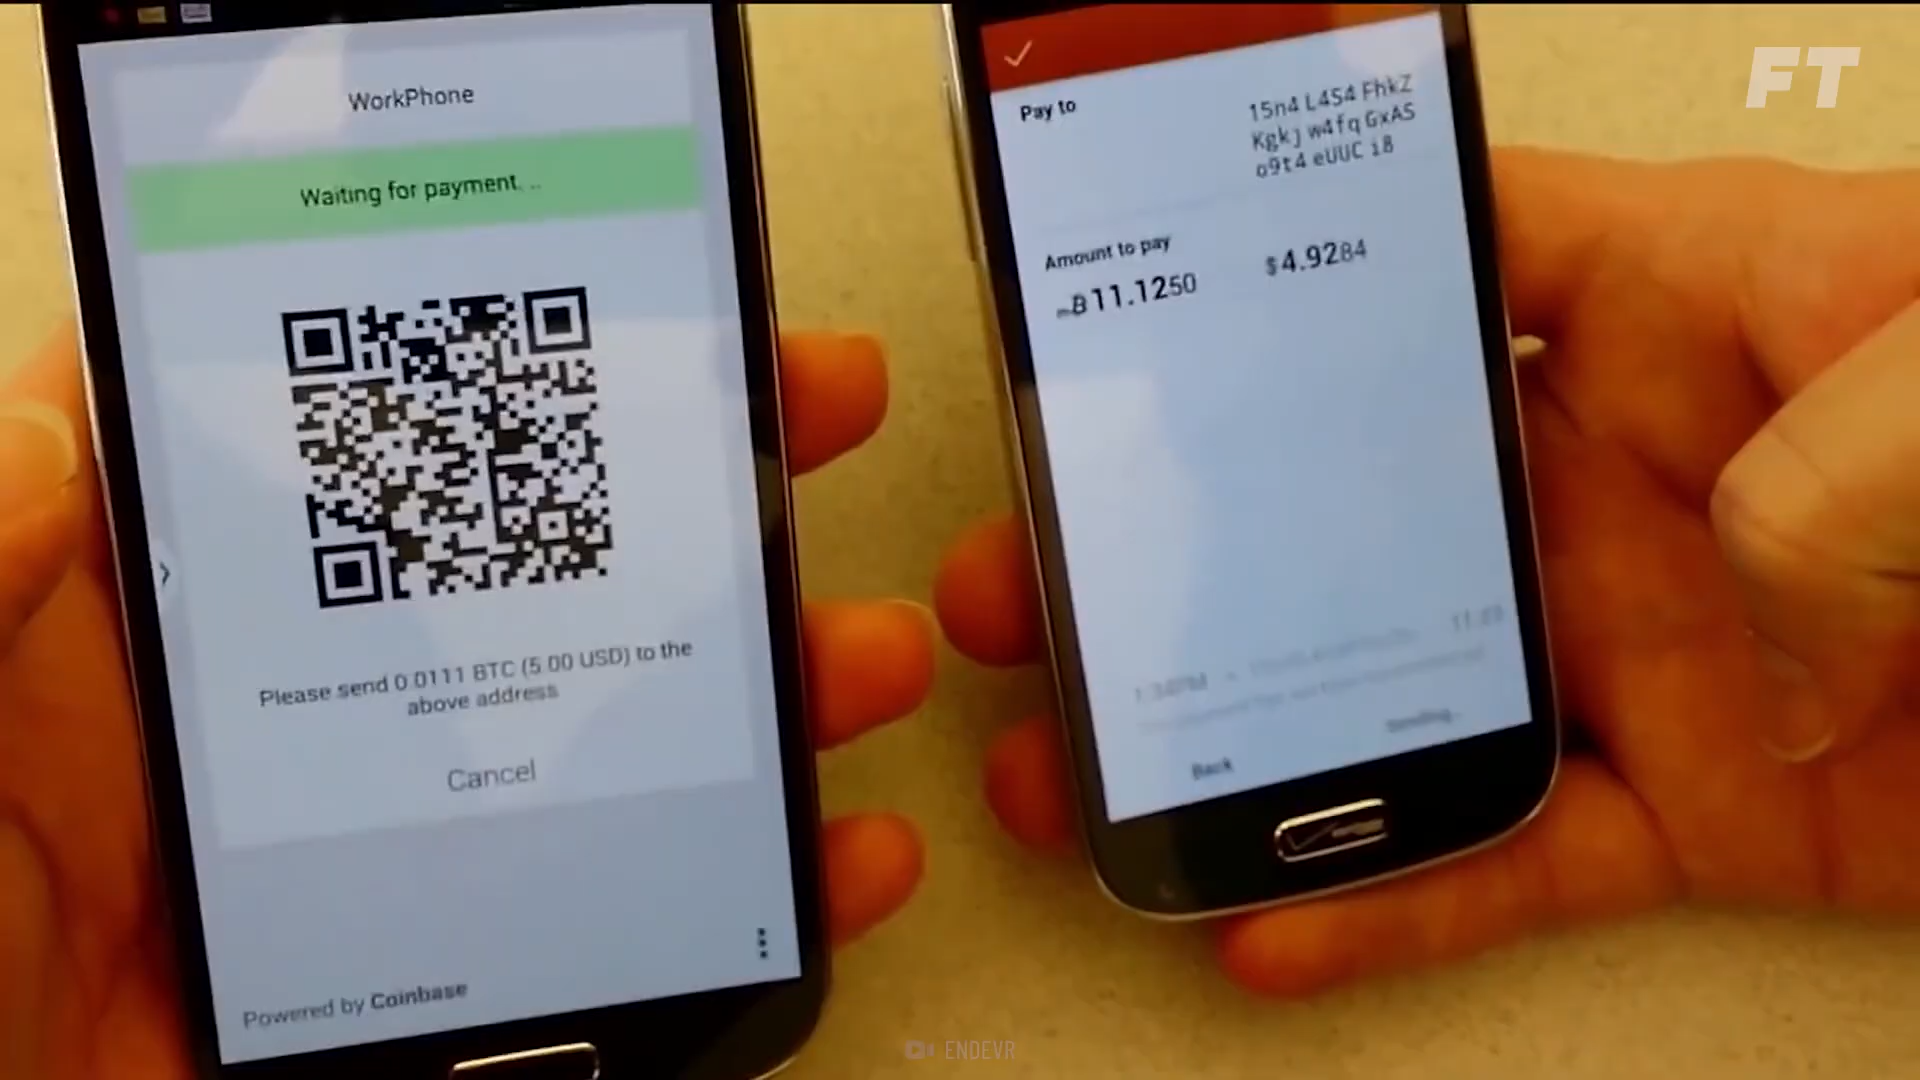 WorkPhone
Waiting for payment. ..
Please send 0.0111 BTC (5.00 USD) to the
above address
Cancel
Powered by Coinbase
Pay to
15n4 L4S4 FhkZ
Kgkj w4fq GxAS
o9t4 eUUC i8
Amount to pay
mB11.1250
$4.9284
Sending...
Back
FT
ENDEVR